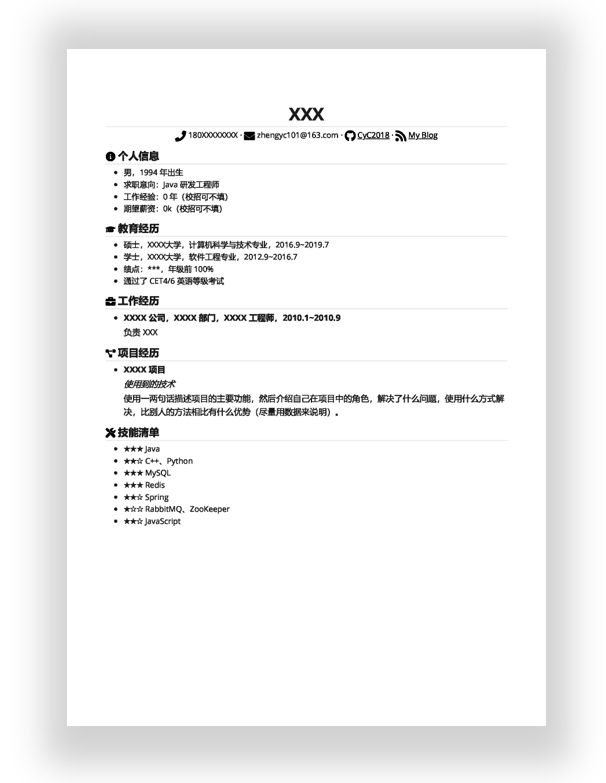 XXX
180XXXXXXXX · zhengyc101@163.com · CyC2018 · My Blog
个人信息
• 男，1994 年出生
• 求职意向：Java 研发工程师
• 工作经验：0 年（校招可不填）
• 期望薪资：0k（校招可不填）
教育经历
• 硕士，XXXX大学，计算机科学与技术专业，2016.9~2019.7
• 学士，XXXX大学，软件工程专业，2012.9~2016.7
• 绩点：***，年级前 100%
• 通过了 CET4/6 英语等级考试
工作经历
• XXXX 公司，XXXX 部门，XXXX 工程师，2010.1~2010.9
负责 XXX
项目经历
• XXXX 项目
使用到的技术
使用一两句话描述项目的主要功能，然后介绍自己在项目中的角色，解决了什么问题，使用什么方式解
决，比别人的方法相比有什么优势（尽量用数据来说明）。
技能清单
• ★★★ Java
• ★★☆ C++、Python
• ★★★ MySQL
• ★★★ Redis
• ★★☆ Spring
• ★☆☆ RabbitMQ、ZooKeeper
• ★★☆ JavaScript